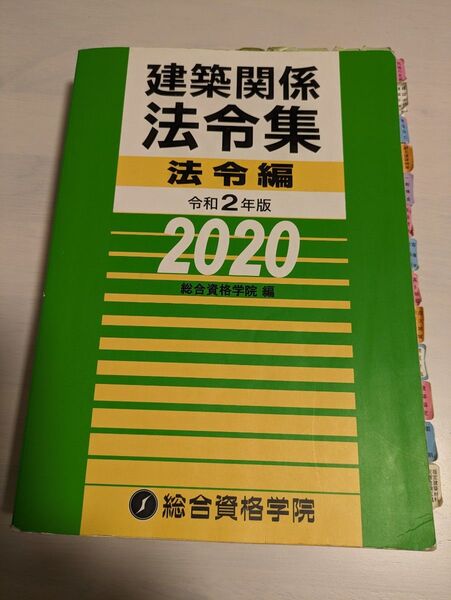 建築関係
法令集
法令編
令和2年版
2020
総合資格学院 編
総合資格学院